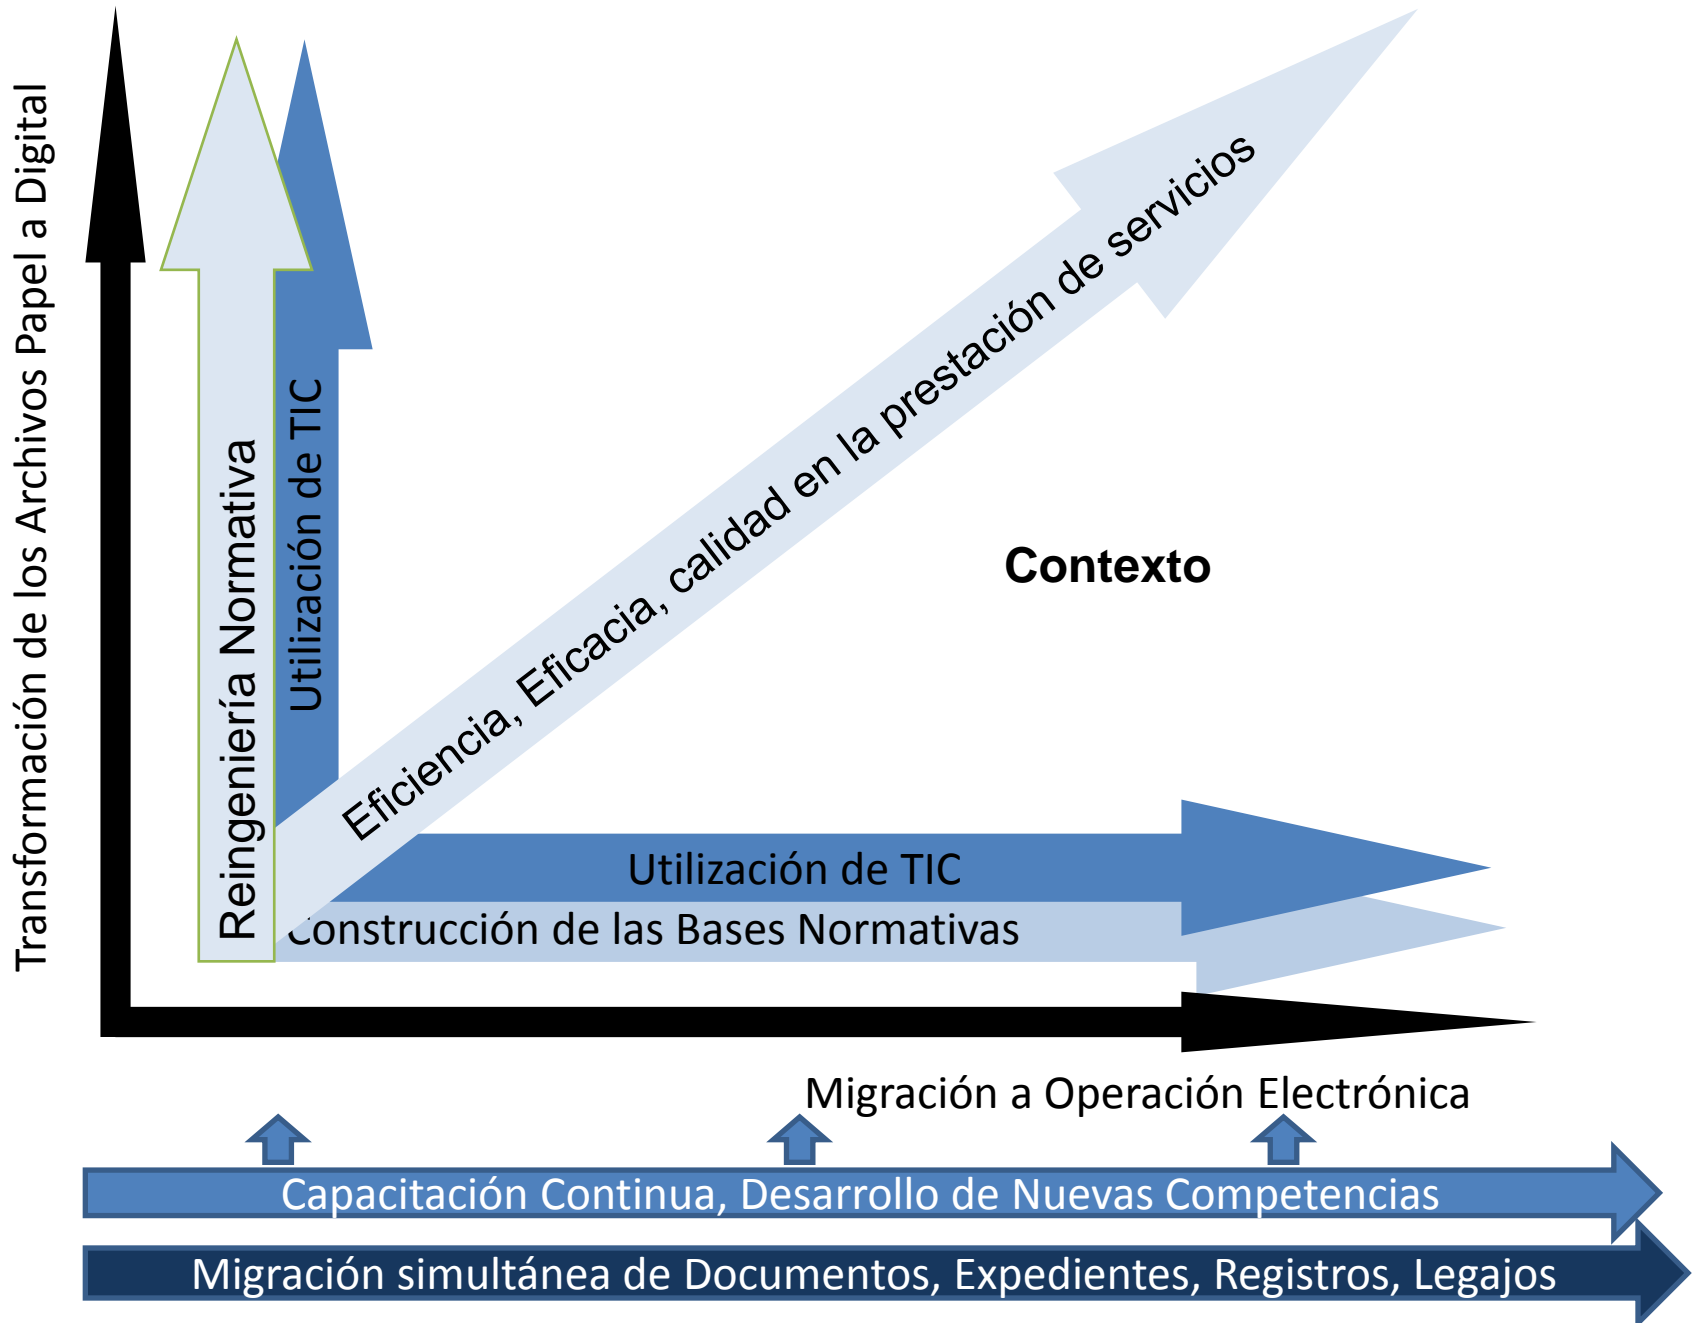 Transformación de los Archivos Papel a Digital
Reingeniería Normativa
Utilización de TIC
Eficiencia, Eficacia, calidad en la prestación de servicios
Contexto
Utilización de TIC
Construcción de las Bases Normativas
Migración a Operación Electrónica
Capacitación Continua, Desarrollo de Nuevas Competencias
Migración simultánea de Documentos, Expedientes, Registros, Legajos